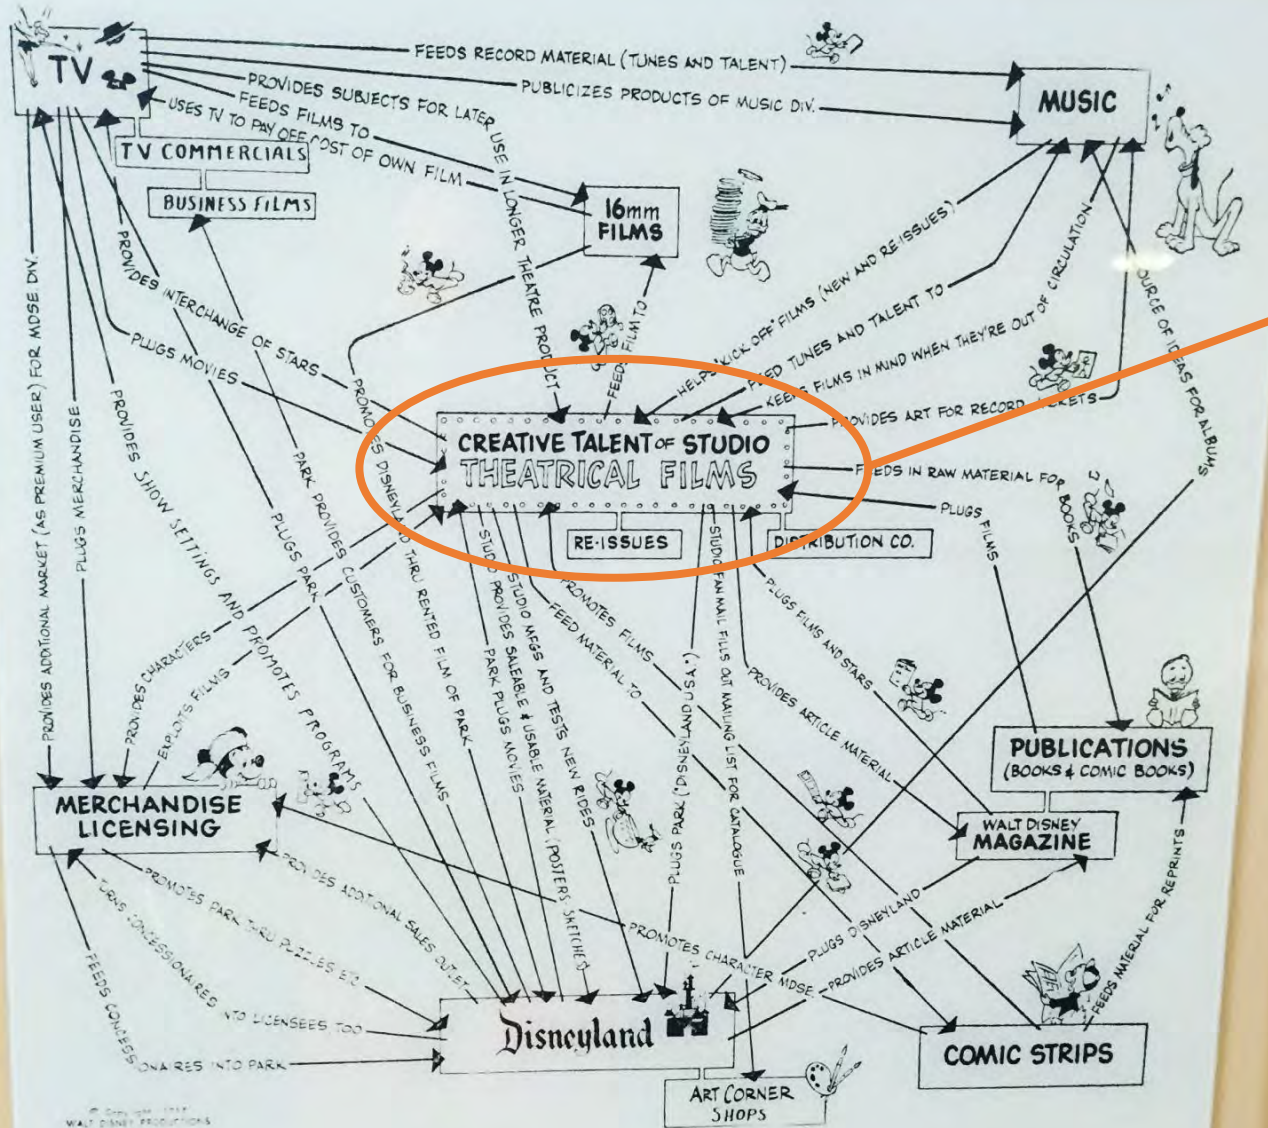 TV
FEEDS RECORD MATERIAL (TUNES AND TALENT)
PUBLICIZES PRODUCTS OF MUSIC DIV.
MUSIC
PROVIDES SUBJECTS FOR LATER USE IN LONGER THEATRE PRODUCT
FEEDS FILMS TO
USES TV TO PAY OFF COST OF OWN FILM
TV COMMERCIALS
BUSINESS FILMS
16mm
FILMS
PROVIDES INTERCHANGE OF STARS
PLUGS MOVIES
FEEDS FILM TO
HELPS "KICK OFF" FILMS (NEW AND RE-ISSUES)
FEED TUNES AND TALENT TO
KEEPS FILMS IN MIND WHEN THEY'RE OUT OF CIRCULATION
PROVIDES ART FOR RECORD JACKETS
SOURCE OF IDEAS FOR ALBUMS
CREATIVE TALENT OF STUDIO
THEATRICAL FILMS
RE-ISSUES
DISTRIBUTION CO.
FEEDS IN RAW MATERIAL FOR BOOKS
PLUGS FILMS
PROVIDES ADDITIONAL MARKET (AS PREMIUM USER) FOR MDSE. DIV.
PLUGS MERCHANDISE
PROVIDES SHOW SETTINGS AND PROMOTES PROGRAMS
PLUGS PARK
PARK PROVIDES CUSTOMERS FOR BUSINESS FILMS
PROMOTES DISNEYLAND THRU RENTED FILM OF PARK
PROVIDES CHARACTERS
EXPLOITS FILMS
PARK PLUGS MOVIES
STUDIO PROVIDES SALEABLE & USABLE MATERIAL (POSTERS-SKETCHES)
STUDIO MFGS AND TESTS NEW RIDES
FEED MATERIAL TO
PROMOTES FILMS
PLUGS PARK ("DISNEYLAND U.S.A.")
STUDIO FAN MAIL FILLS OUT MAILING LIST FOR CATALOGUE
PROVIDES ARTICLE MATERIAL
PLUGS FILMS AND STARS
PUBLICATIONS
(BOOKS & COMIC BOOKS)
WALT DISNEY
MAGAZINE
MERCHANDISE
LICENSING
PROVIDES ADDITIONAL SALES OUTLET
PROMOTES PARK THRU PUZZLES ETC
TURNS CONCESSIONAIRES INTO LICENSEES TOO
FEEDS CONCESSIONAIRES INTO PARK
PROMOTES CHARACTER MDSE.
PLUGS DISNEYLAND
PROVIDES ARTICLE MATERIAL
FEEDS MATERIAL FOR REPRINTS
Disneyland
ART CORNER
SHOPS
COMIC STRIPS
© Copyright 1957
WALT DISNEY PRODUCTIONS